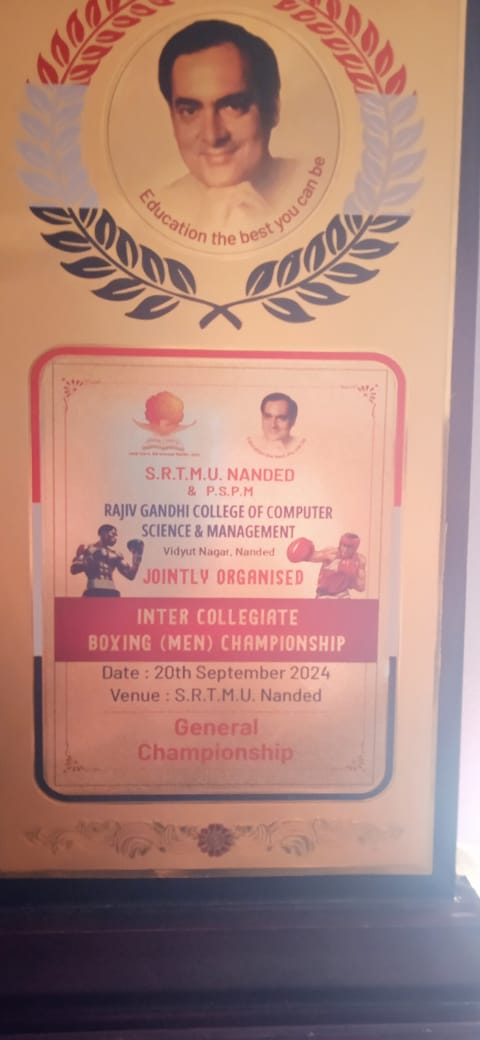 Education the best you can be
S.R.T.M.U. NANDED
& P.S.P.M
RAJIV GANDHI COLLEGE OF COMPUTER
SCIENCE & MANAGEMENT
Vidyut Nagar, Nanded
JOINTLY ORGANISED
INTER COLLEGIATE
BOXING (MEN) CHAMPIONSHIP
Date : 20th September 2024
Venue : S.R.T.M.U. Nanded
General
Championship